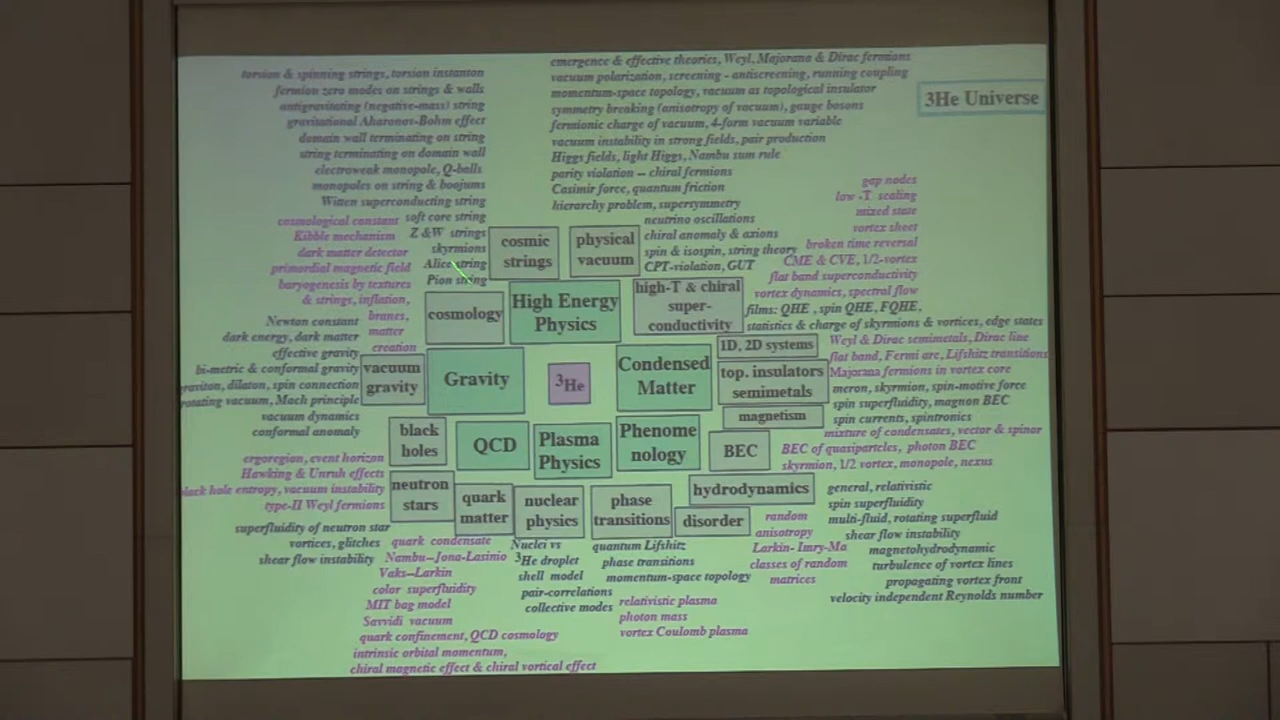 torsion & spinning strings, torsion instanton
fermion zero modes on strings & walls
antigravitating (negative-mass) string
gravitational Aharonov-Bohm effect
domain wall terminating on string
string terminating on domain wall
electroweak monopole, Q-balls
monopoles on string & boojums
Witten superconducting string
soft core string
Z & W strings
skyrmions
Alice string
Pion string
emergence & effective theories, Weyl, Majorana & Dirac fermions
vacuum polarization, screening - antiscreening, running coupling
momentum-space topology, vacuum as topological insulator
symmetry breaking (anisotropy of vacuum), gauge bosons
fermionic charge of vacuum, 4-form vacuum variable
vacuum instability in strong fields, pair production
Higgs fields, light Higgs, Nambu sum rule
parity violation -- chiral fermions
Casimir force, quantum friction
hierarchy problem, supersymmetry
neutrino oscillations
chiral anomaly & axions
spin & isospin, string theory
CPT-violation, GUT
3He Universe
gap nodes
low -T scaling
mixed state
vortex sheet
broken time reversal
CME & CVE, 1/2-vortex
flat band superconductivity
vortex dynamics, spectral flow
films: QHE , spin QHE, FQHE,
statistics & charge of skyrmions & vortices, edge states
cosmological constant
Kibble mechanism
dark matter detector
primordial magnetic field
baryogenesis by textures
& strings, inflation,
branes,
matter
creation
cosmic
strings
physical
vacuum
cosmology
High Energy
Physics
high-T & chiral
super-
conductivity
Newton constant
dark energy, dark matter
effective gravity
bi-metric & conformal gravity
graviton, dilaton, spin connection
rotating vacuum, Mach principle
vacuum dynamics
conformal anomaly
vacuum
gravity
Gravity
3He
Condensed
Matter
1D, 2D systems
top. insulators
semimetals
magnetism
Weyl & Dirac semimetals, Dirac line
flat band, Fermi arc, Lifshitz transitions
Majorana fermions in vortex core
meron, skyrmion, spin-motive force
spin superfluidity, magnon BEC
spin currents, spintronics
mixture of condensates, vector & spinor
BEC of quasiparticles, photon BEC
skyrmion, 1/2 vortex, monopole, nexus
black
holes
QCD
Plasma
Physics
Phenome
nology
BEC
ergoregion, event horizon
Hawking & Unruh effects
black hole entropy, vacuum instability
type-II Weyl fermions
neutron
stars
quark
matter
nuclear
physics
phase
transitions
hydrodynamics
disorder
general, relativistic
spin superfluidity
multi-fluid, rotating superfluid
shear flow instability
magnetohydrodynamic
turbulence of vortex lines
propagating vortex front
velocity independent Reynolds number
superfluidity of neutron star
vortices, glitches
shear flow instability
quark condensate
Nambu--Jona-Lasinio
Vaks--Larkin
color superfluidity
MIT bag model
Savvidi vacuum
quark confinement, QCD cosmology
intrinsic orbital momentum,
chiral magnetic effect & chiral vortical effect
Nuclei vs
3He droplet
shell model
pair-correlations
collective modes
quantum Lifshitz
phase transitions
momentum-space topology
relativistic plasma
photon mass
vortex Coulomb plasma
random
anisotropy
Larkin- Imry-Ma
classes of random
matrices